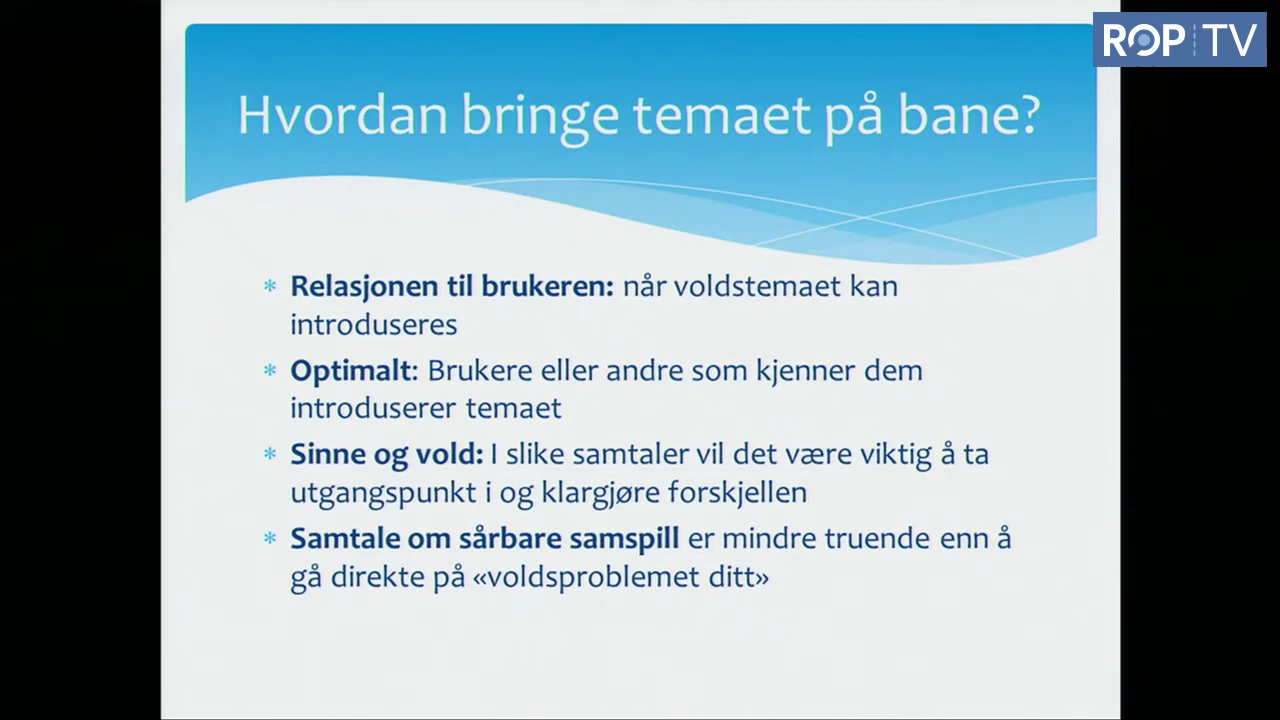 ROP TV
Hvordan bringe temaet på bane?
* Relasjonen til brukeren: når voldstemaet kan
introduseres
* Optimalt: Brukere eller andre som kjenner dem
introduserer temaet
* Sinne og vold: I slike samtaler vil det være viktig å ta
utgangspunkt i og klargjøre forskjellen
* Samtale om sårbare samspill er mindre truende enn å
gå direkte på «voldsproblemet ditt»